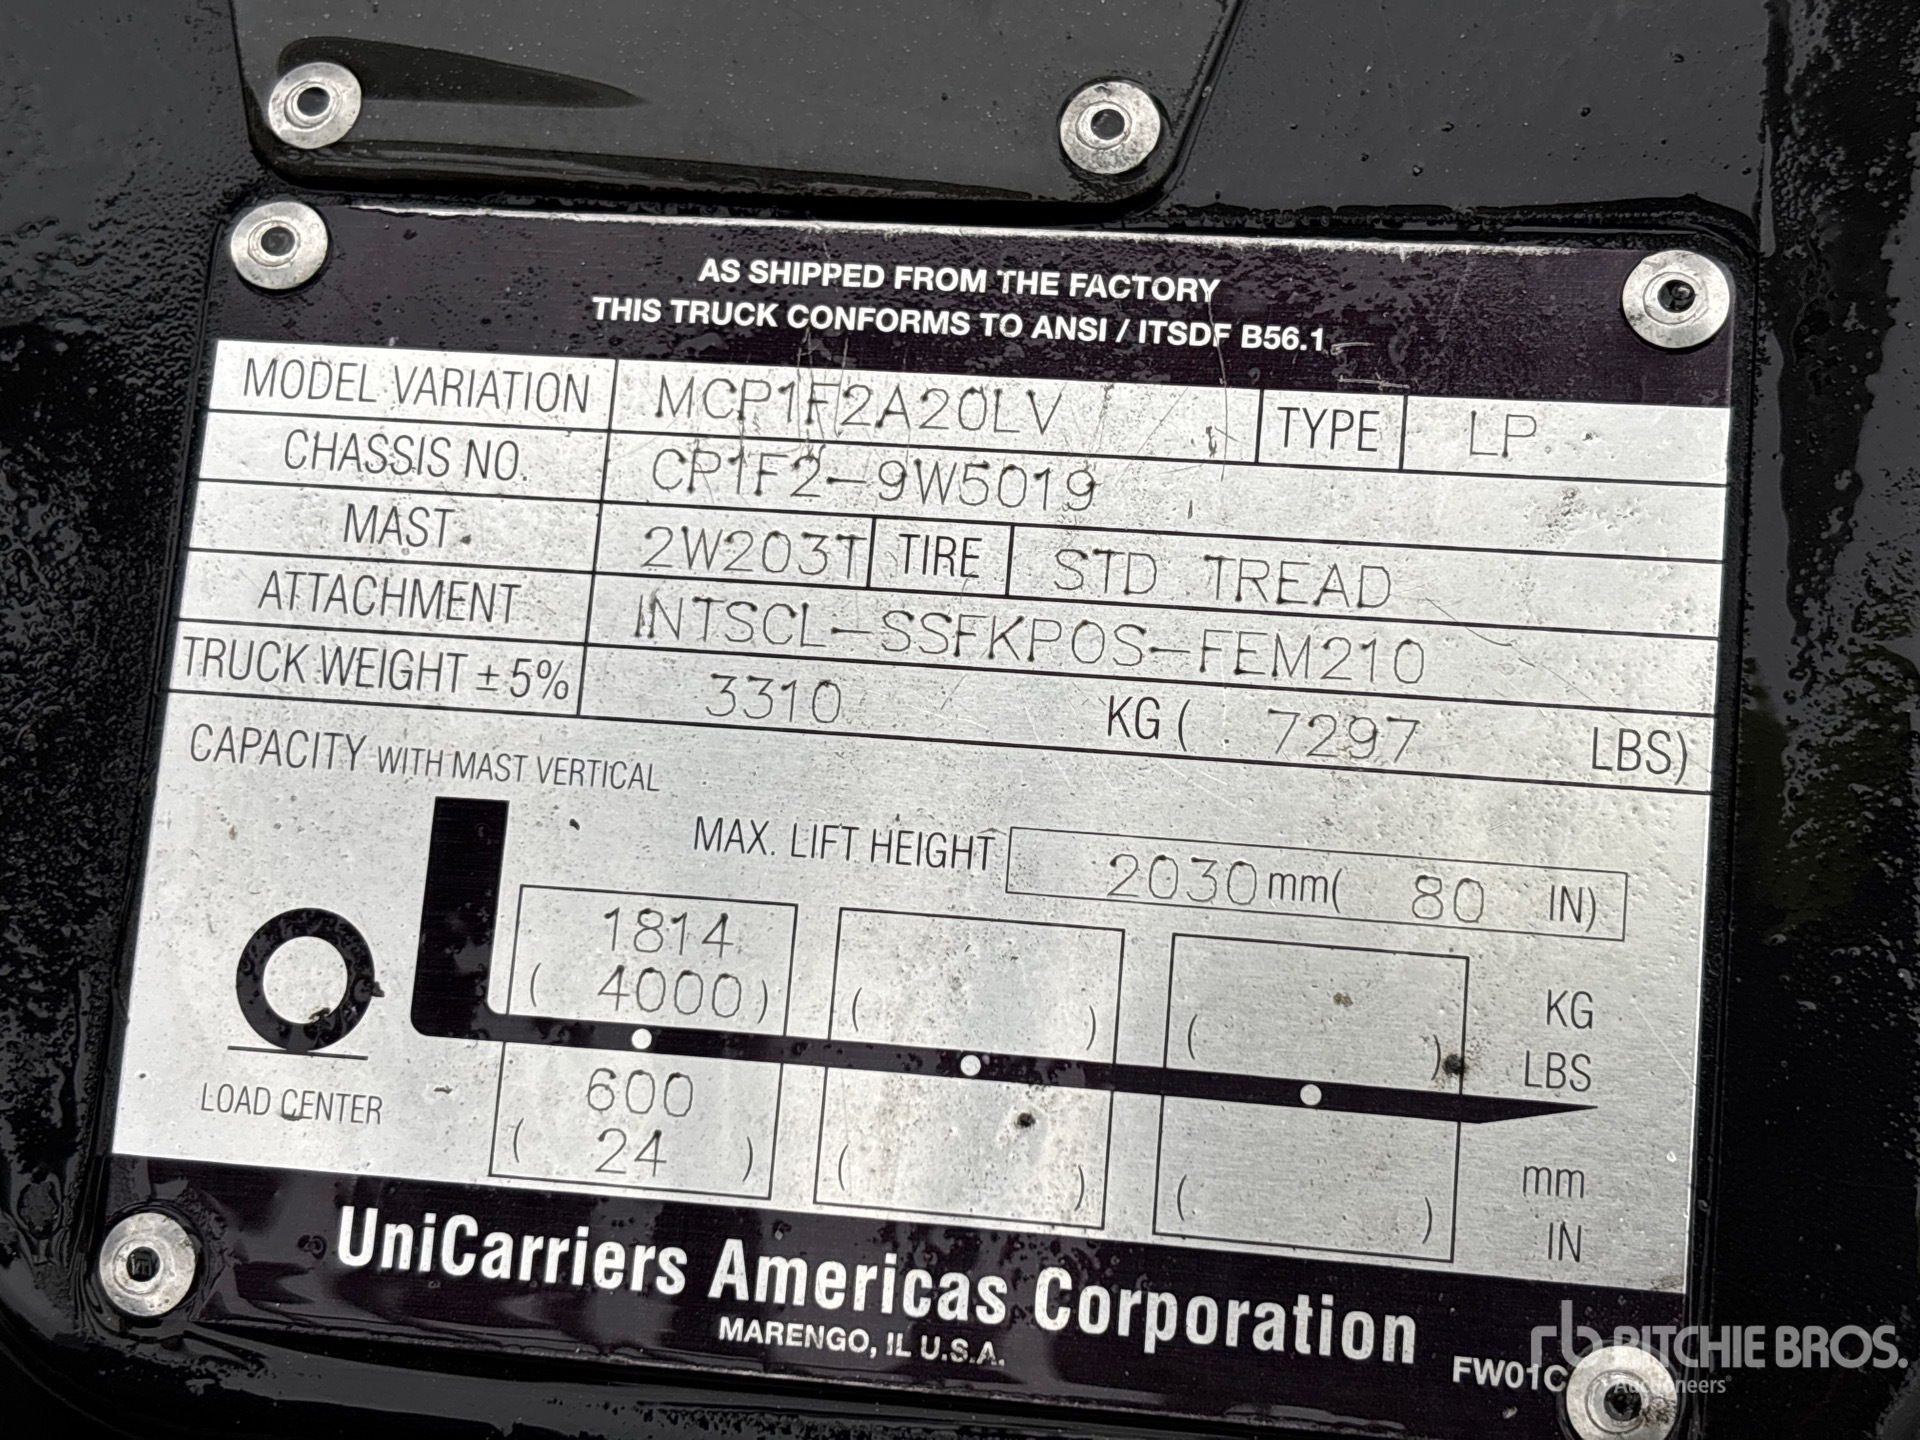 AS SHIPPED FROM THE FACTORY
THIS TRUCK CONFORMS TO ANSI / ITSDF B56.1
MODEL VARIATION MCP1F2A20LV TYPE LP
CHASSIS NO. CP1F2-9W5019
MAST 2W203T TIRE STD TREAD
ATTACHMENT INTSCL-SSFKPOS-FEM210
TRUCK WEIGHT ±5% 3310 KG ( 7297 LBS)
CAPACITY WITH MAST VERTICAL
MAX. LIFT HEIGHT 2030 mm( 80 IN)
1814 KG
( 4000 ) ( ) ( ) LBS
LOAD CENTER 600 mm
( 24 ) ( ) ( ) IN
UniCarriers Americas Corporation
MARENGO, IL U.S.A.
FW01C
rb RITCHIE BROS.
Auctioneers